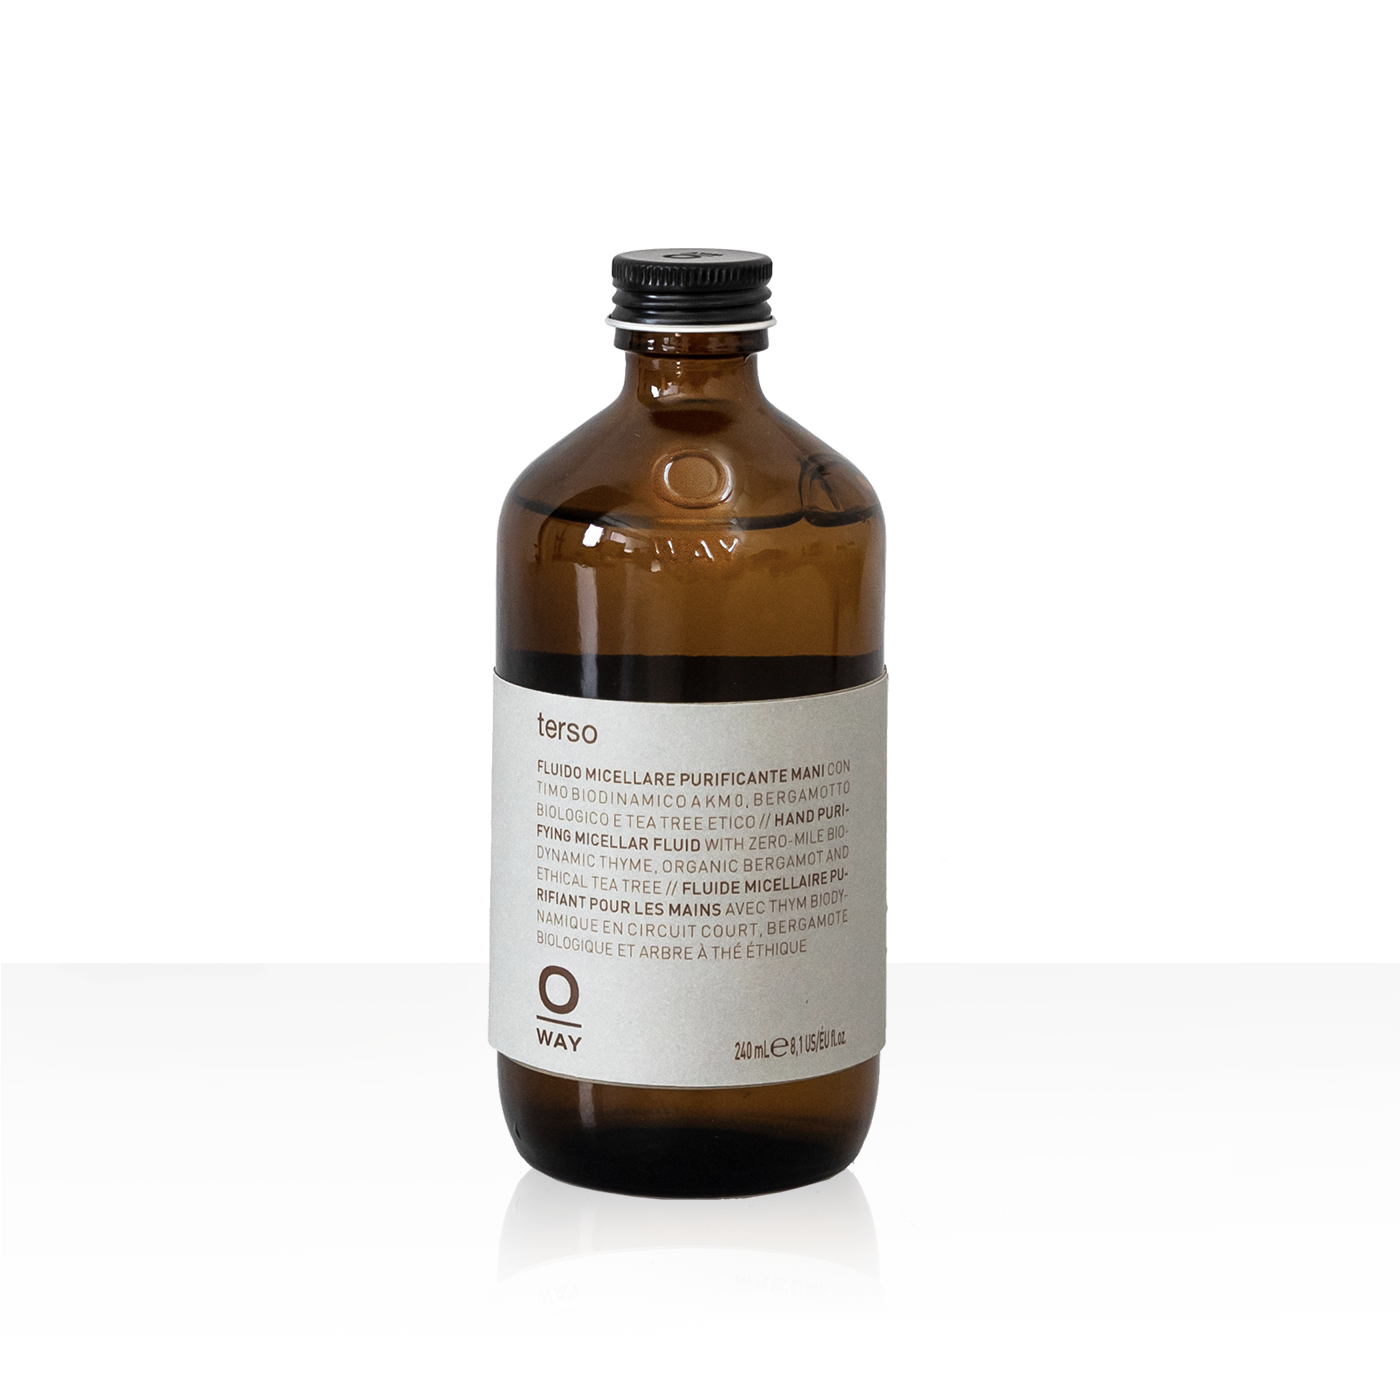 O
WAY
terso
FLUIDO MICELLARE PURIFICANTE MANI CON
TIMO BIODINAMICO A KM 0, BERGAMOTTO
BIOLOGICO E TEA TREE ETICO // HAND PURI-
FYING MICELLAR FLUID WITH ZERO-MILE BIO-
DYNAMIC THYME, ORGANIC BERGAMOT AND
ETHICAL TEA TREE // FLUIDE MICELLAIRE PU-
RIFIANT POUR LES MAINS AVEC THYM BIODY-
NAMIQUE EN CIRCUIT COURT, BERGAMOTE
BIOLOGIQUE ET ARBRE À THÉ ÉTHIQUE
O
WAY
240 mL ℮ 8,1 US/ÉU fl.oz.